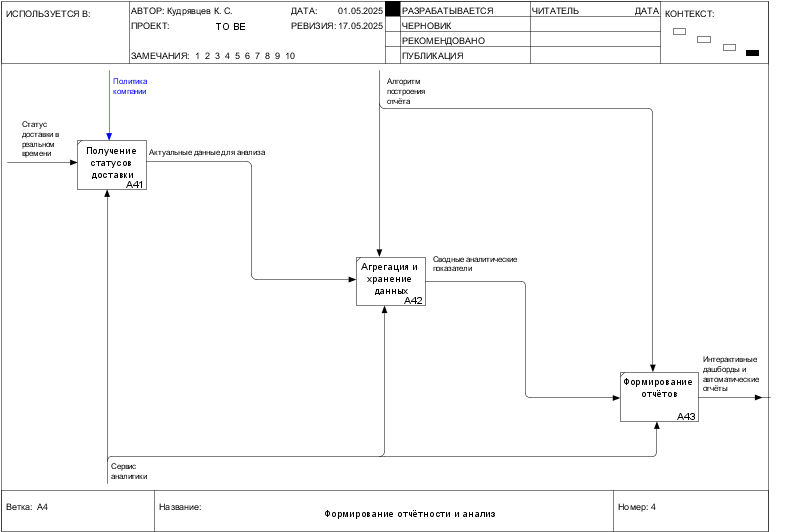 ИСПОЛЬЗУЕТСЯ В:
АВТОР: Кудрявцев К. С.
ДАТА: 01.05.2025
РАЗРАБАТЫВАЕТСЯ
ЧИТАТЕЛЬ
ДАТА
КОНТЕКСТ:
ПРОЕКТ: TO BE
РЕВИЗИЯ: 17.05.2025
ЧЕРНОВИК
РЕКОМЕНДОВАНО
ЗАМЕЧАНИЯ: 1 2 3 4 5 6 7 8 9 10
ПУБЛИКАЦИЯ
Политика
компании
Алгоритм
построения
отчёта
Статус
доставки в
реальном
времени
Получение
статусов
доставки
A41
Актуальные данные для анализа
Агрегация и
хранение
данных
A42
Сводные аналитические
показатели
Формирование
отчётов
A43
Интерактивные
дашборды и
автоматические
отчёты
Сервис
аналитики
Ветка: A4
Название:
Формирование отчётности и анализ
Номер: 4